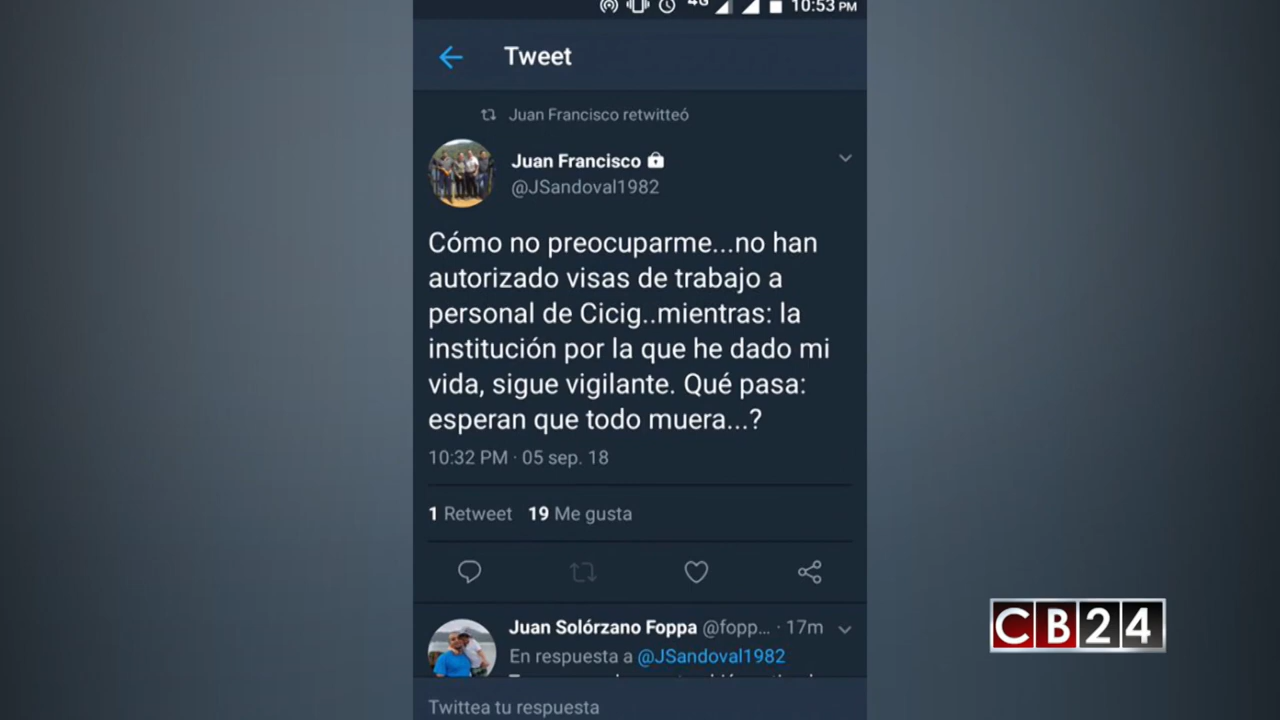 4G 10:53 PM
Tweet
Juan Francisco retwitteó
Juan Francisco
@JSandoval1982
Cómo no preocuparme...no han
autorizado visas de trabajo a
personal de Cicig..mientras: la
institución por la que he dado mi
vida, sigue vigilante. Qué pasa:
esperan que todo muera...?
10:32 PM · 05 sep. 18
1 Retweet 19 Me gusta
Juan Solórzano Foppa @fopp... · 17m
En respuesta a @JSandoval1982
Twittea tu respuesta
CB24